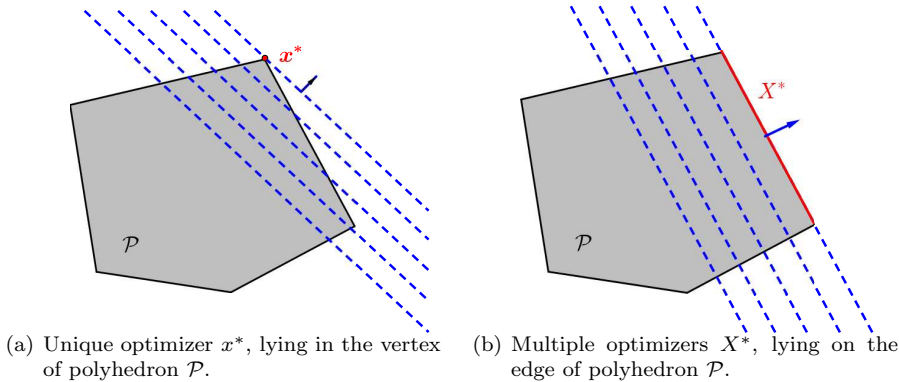 x*
X*
P
P
(a) Unique optimizer x*, lying in the vertex
of polyhedron P.
(b) Multiple optimizers X*, lying on the
edge of polyhedron P.